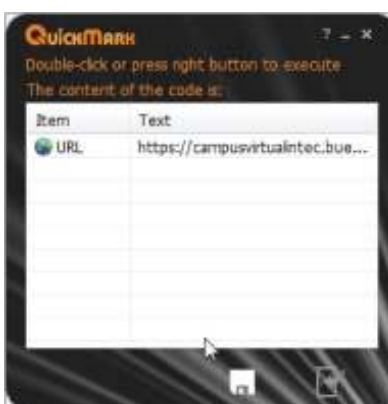 QuickMark ? – ×
Double-click or press right button to execute
The content of the code is:
Item Text
URL https://campusvirtualintec.bue...